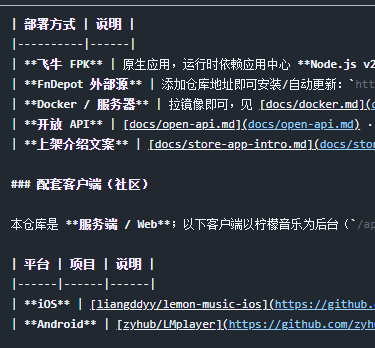 | 部署方式 | 说明 |
|----------|------|
| **飞牛 FPK** | 原生应用，运行时依赖应用中心 **Node.js v2
| **FnDepot 外部源** | 添加仓库地址即可安装/自动更新：`htt
| **Docker / 服务器** | 拉镜像即可，见 [docs/docker.md](d
| **开放 API** | [docs/open-api.md](docs/open-api.md) ·
| **上架介绍文案** | [docs/store-app-intro.md](docs/stor
### 配套客户端（社区）
本仓库是 **服务端 / Web**；以下客户端以柠檬音乐为后台（`/ap
| 平台 | 项目 | 说明 |
|------|------|------|
| **iOS** | [liangddyy/lemon-music-ios](https://github.c
| **Android** | [zyhub/LMplayer](https://github.com/zyh